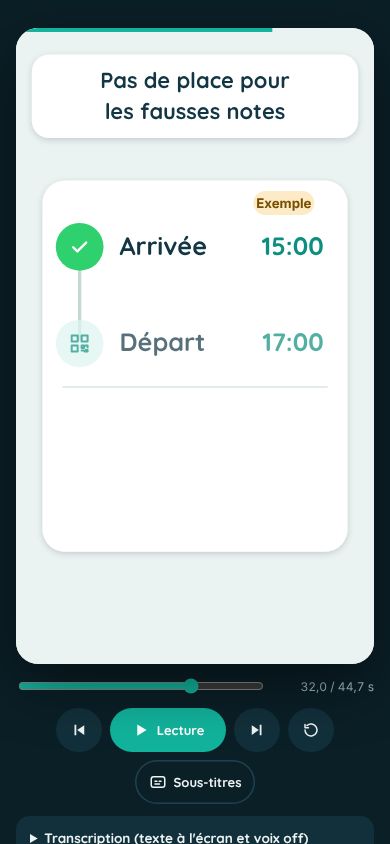 Pas de place pour
les fausses notes
Exemple
Arrivée 15:00
Départ 17:00
32,0 / 44,7 s
Lecture
Sous-titres
Transcription (texte à l'écran et voix off)